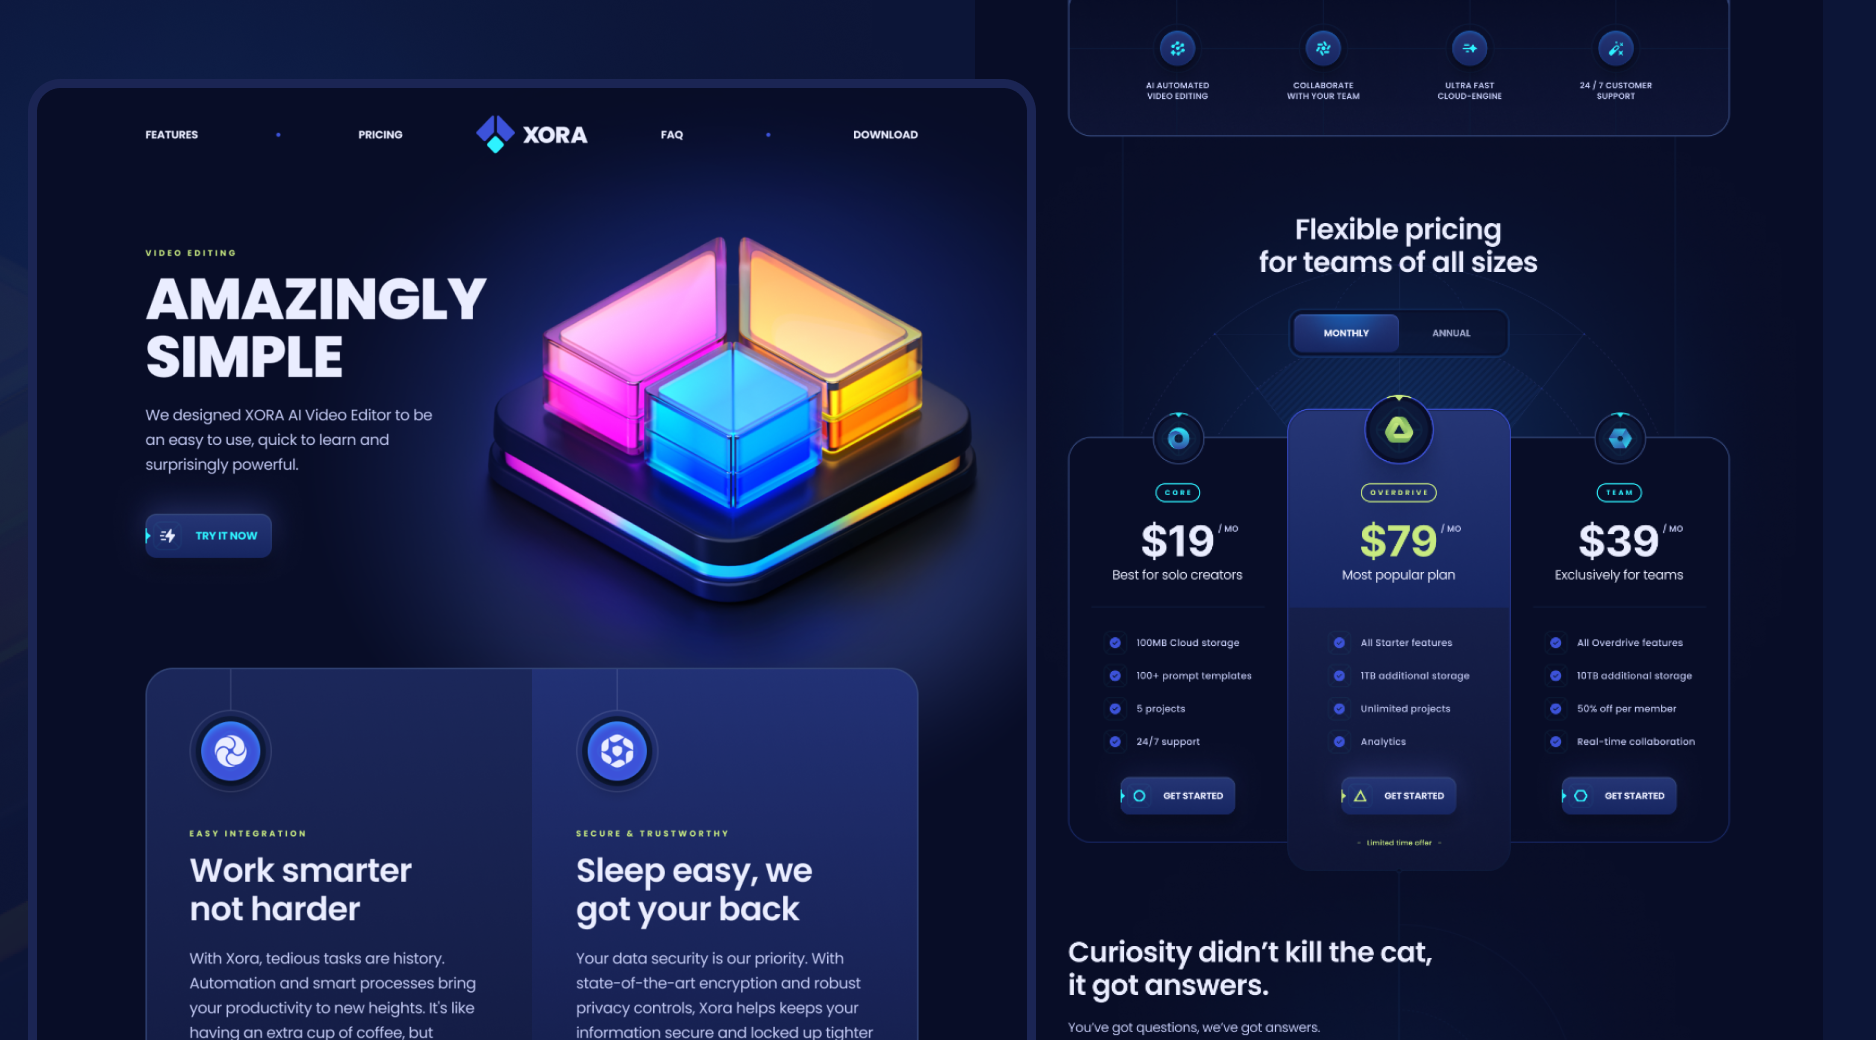 FEATURES
PRICING
XORA
FAQ
DOWNLOAD
VIDEO EDITING
AMAZINGLY
SIMPLE
We designed XORA AI Video Editor to be
an easy to use, quick to learn and
surprisingly powerful.
TRY IT NOW
EASY INTEGRATION
Work smarter
not harder
With Xora, tedious tasks are history.
Automation and smart processes bring
your productivity to new heights. It's like
having an extra cup of coffee, but
SECURE & TRUSTWORTHY
Sleep easy, we
got your back
Your data security is our priority. With
state-of-the-art encryption and robust
privacy controls, Xora helps keeps your
information secure and locked up tighter
AI AUTOMATED
VIDEO EDITING
COLLABORATE
WITH YOUR TEAM
ULTRA FAST
CLOUD-ENGINE
24 / 7 CUSTOMER
SUPPORT
Flexible pricing
for teams of all sizes
MONTHLY
ANNUAL
CORE
$19 / MO
Best for solo creators
100MB Cloud storage
100+ prompt templates
5 projects
24/7 support
GET STARTED
OVERDRIVE
$79 / MO
Most popular plan
All Starter features
1TB additional storage
Unlimited projects
Analytics
GET STARTED
- Limited time offer -
TEAM
$39 / MO
Exclusively for teams
All Overdrive features
10TB additional storage
50% off per member
Real-time collaboration
GET STARTED
Curiosity didn’t kill the cat,
it got answers.
You’ve got questions, we’ve got answers.